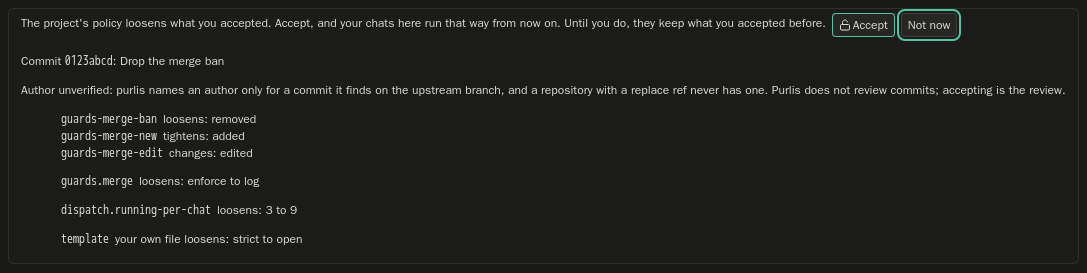 The project's policy loosens what you accepted. Accept, and your chats here run that way from now on. Until you do, they keep what you accepted before. Accept Not now
Commit 0123abcd: Drop the merge ban
Author unverified: purlis names an author only for a commit it finds on the upstream branch, and a repository with a replace ref never has one. Purlis does not review commits; accepting is the review.
guards-merge-ban loosens: removed
guards-merge-new tightens: added
guards-merge-edit changes: edited
guards.merge loosens: enforce to log
dispatch.running-per-chat loosens: 3 to 9
template your own file loosens: strict to open